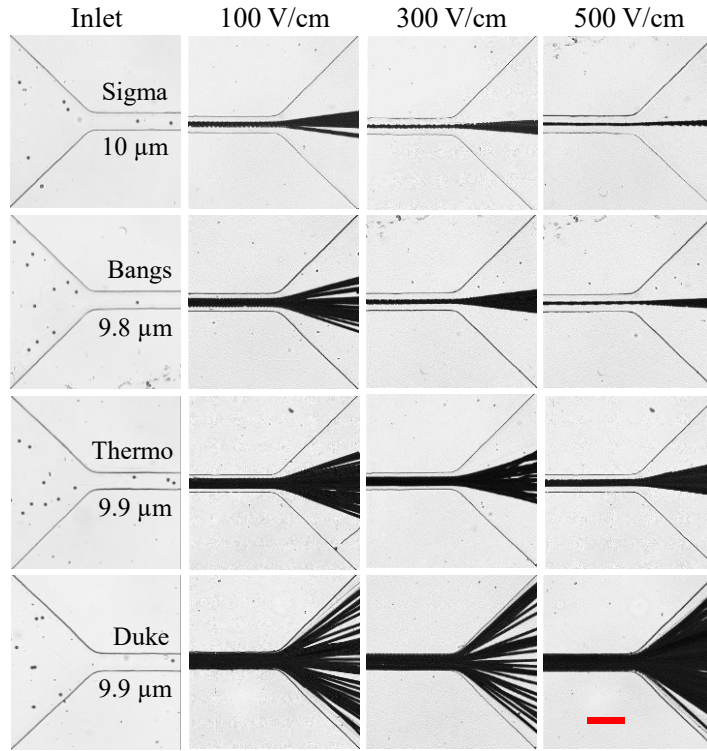 Inlet 100 V/cm 300 V/cm 500 V/cm
Sigma
10 µm
Bangs
9.8 µm
Thermo
9.9 µm
Duke
9.9 µm